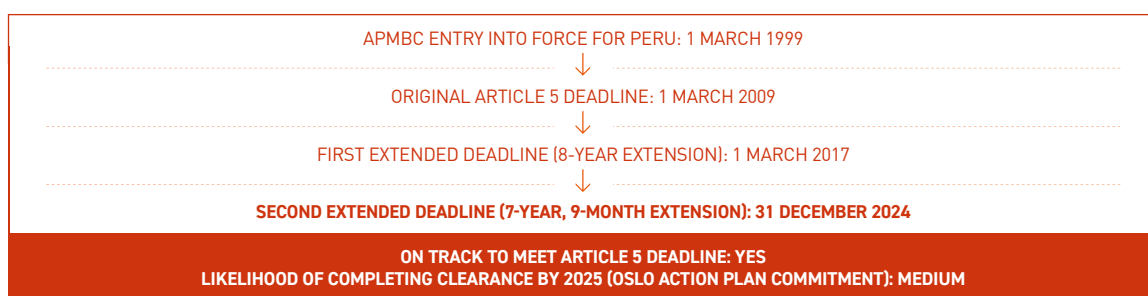 APMBC ENTRY INTO FORCE FOR PERU: 1 MARCH 1999
ORIGINAL ARTICLE 5 DEADLINE: 1 MARCH 2009
FIRST EXTENDED DEADLINE (8-YEAR EXTENSION): 1 MARCH 2017
SECOND EXTENDED DEADLINE (7-YEAR, 9-MONTH EXTENSION): 31 DECEMBER 2024
ON TRACK TO MEET ARTICLE 5 DEADLINE: YES
LIKELIHOOD OF COMPLETING CLEARANCE BY 2025 (OSLO ACTION PLAN COMMITMENT): MEDIUM